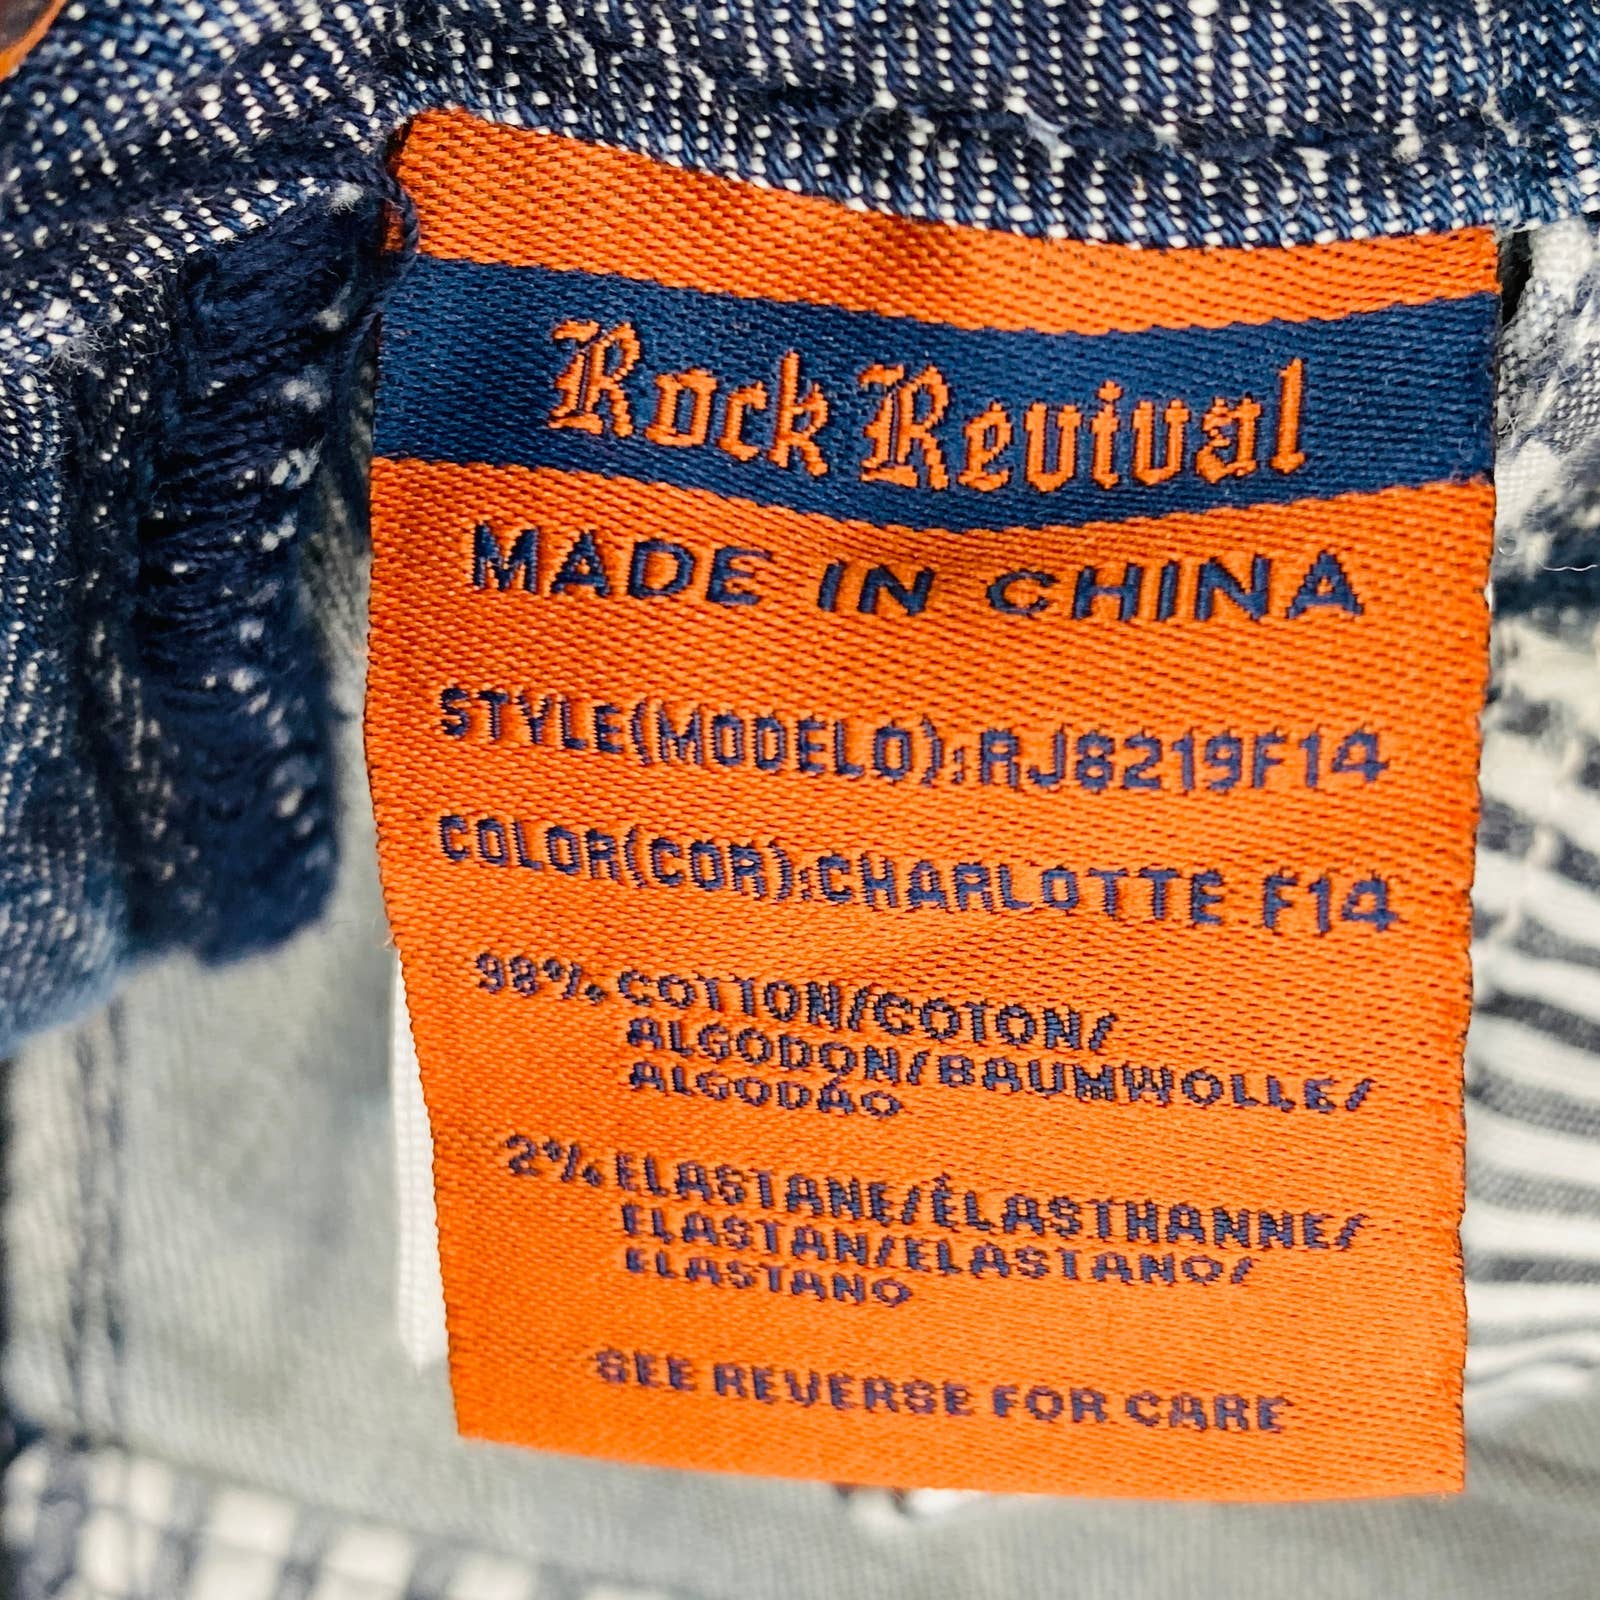 Rock Revival
MADE IN CHINA
STYLE(MODELO):RJ8219F14
COLOR(COR):CHARLOTTE F14
98% COTTON/COTON/
ALGODON/BAUMWOLLE/
ALGODÃO
2% ELASTANE/ÉLASTHANNE/
ELASTAN/ELASTANO/
ELASTANO
SEE REVERSE FOR CARE